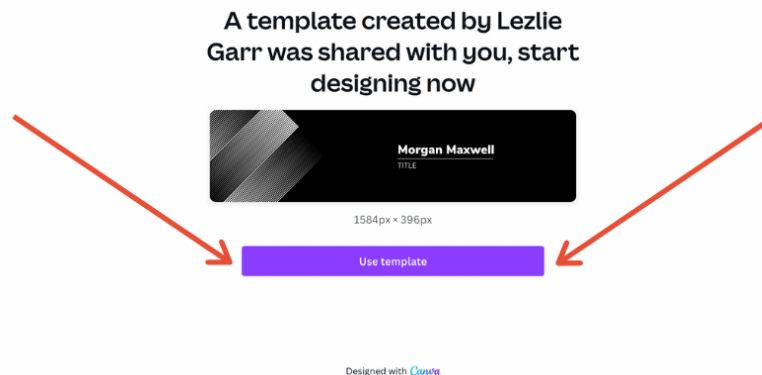 A template created by Lezlie
Garr was shared with you, start
designing now
Morgan Maxwell
TITLE
1584px × 396px
Use template
Designed with Canva